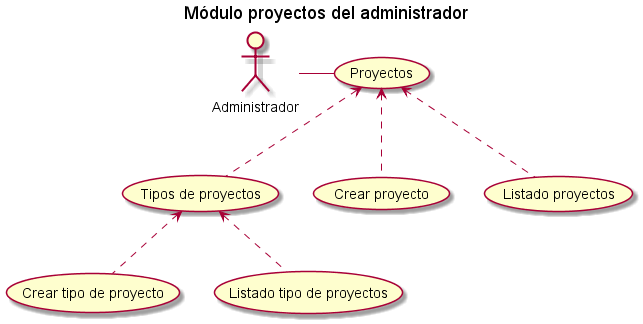 Módulo proyectos del administrador
Proyectos
Administrador
Tipos de proyectos
Crear proyecto
Listado proyectos
Crear tipo de proyecto
Listado tipo de proyectos